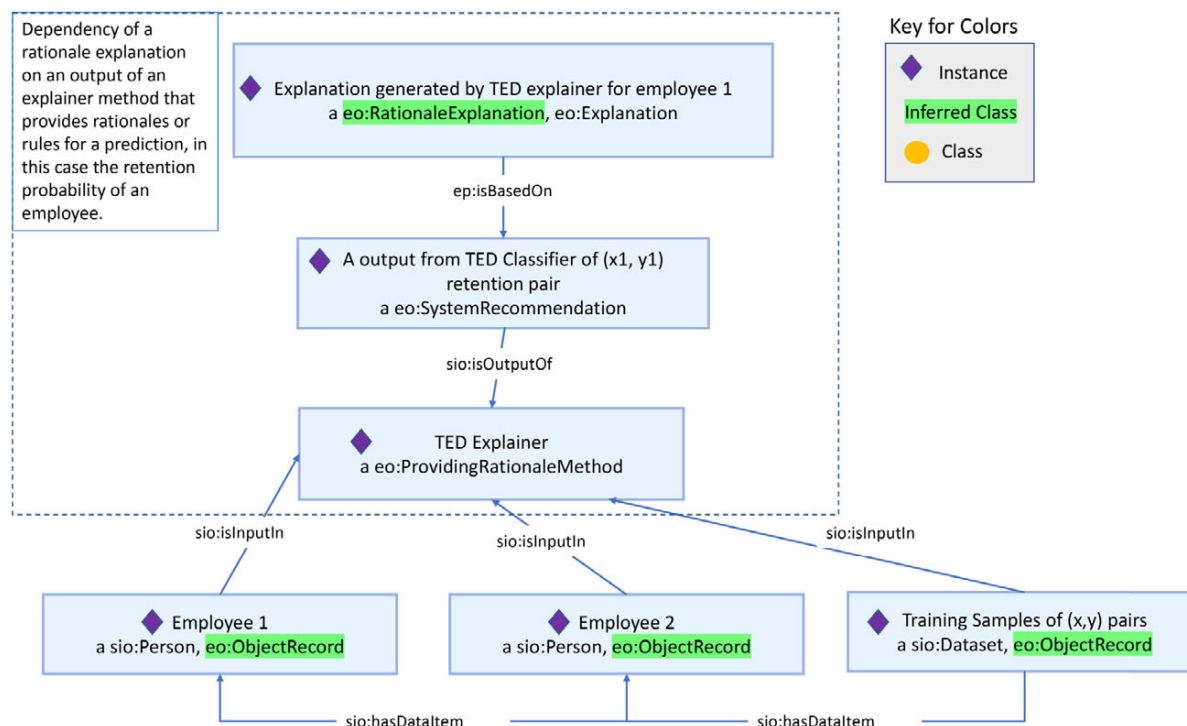 Dependency of a
rationale explanation
on an output of an
explainer method that
provides rationales or
rules for a prediction, in
this case the retention
probability of an
employee.
Key for Colors
Instance
Inferred Class
Class
Explanation generated by TED explainer for employee 1
a eo:RationaleExplanation, eo:Explanation
ep:isBasedOn
A output from TED Classifier of (x1, y1)
retention pair
a eo:SystemRecommendation
sio:isOutputOf
TED Explainer
a eo:ProvidingRationaleMethod
sio:isInputIn
sio:isInputIn
sio:isInputIn
Employee 1
a sio:Person, eo:ObjectRecord
Employee 2
a sio:Person, eo:ObjectRecord
Training Samples of (x,y) pairs
a sio:Dataset, eo:ObjectRecord
sio:hasDataItem
sio:hasDataItem